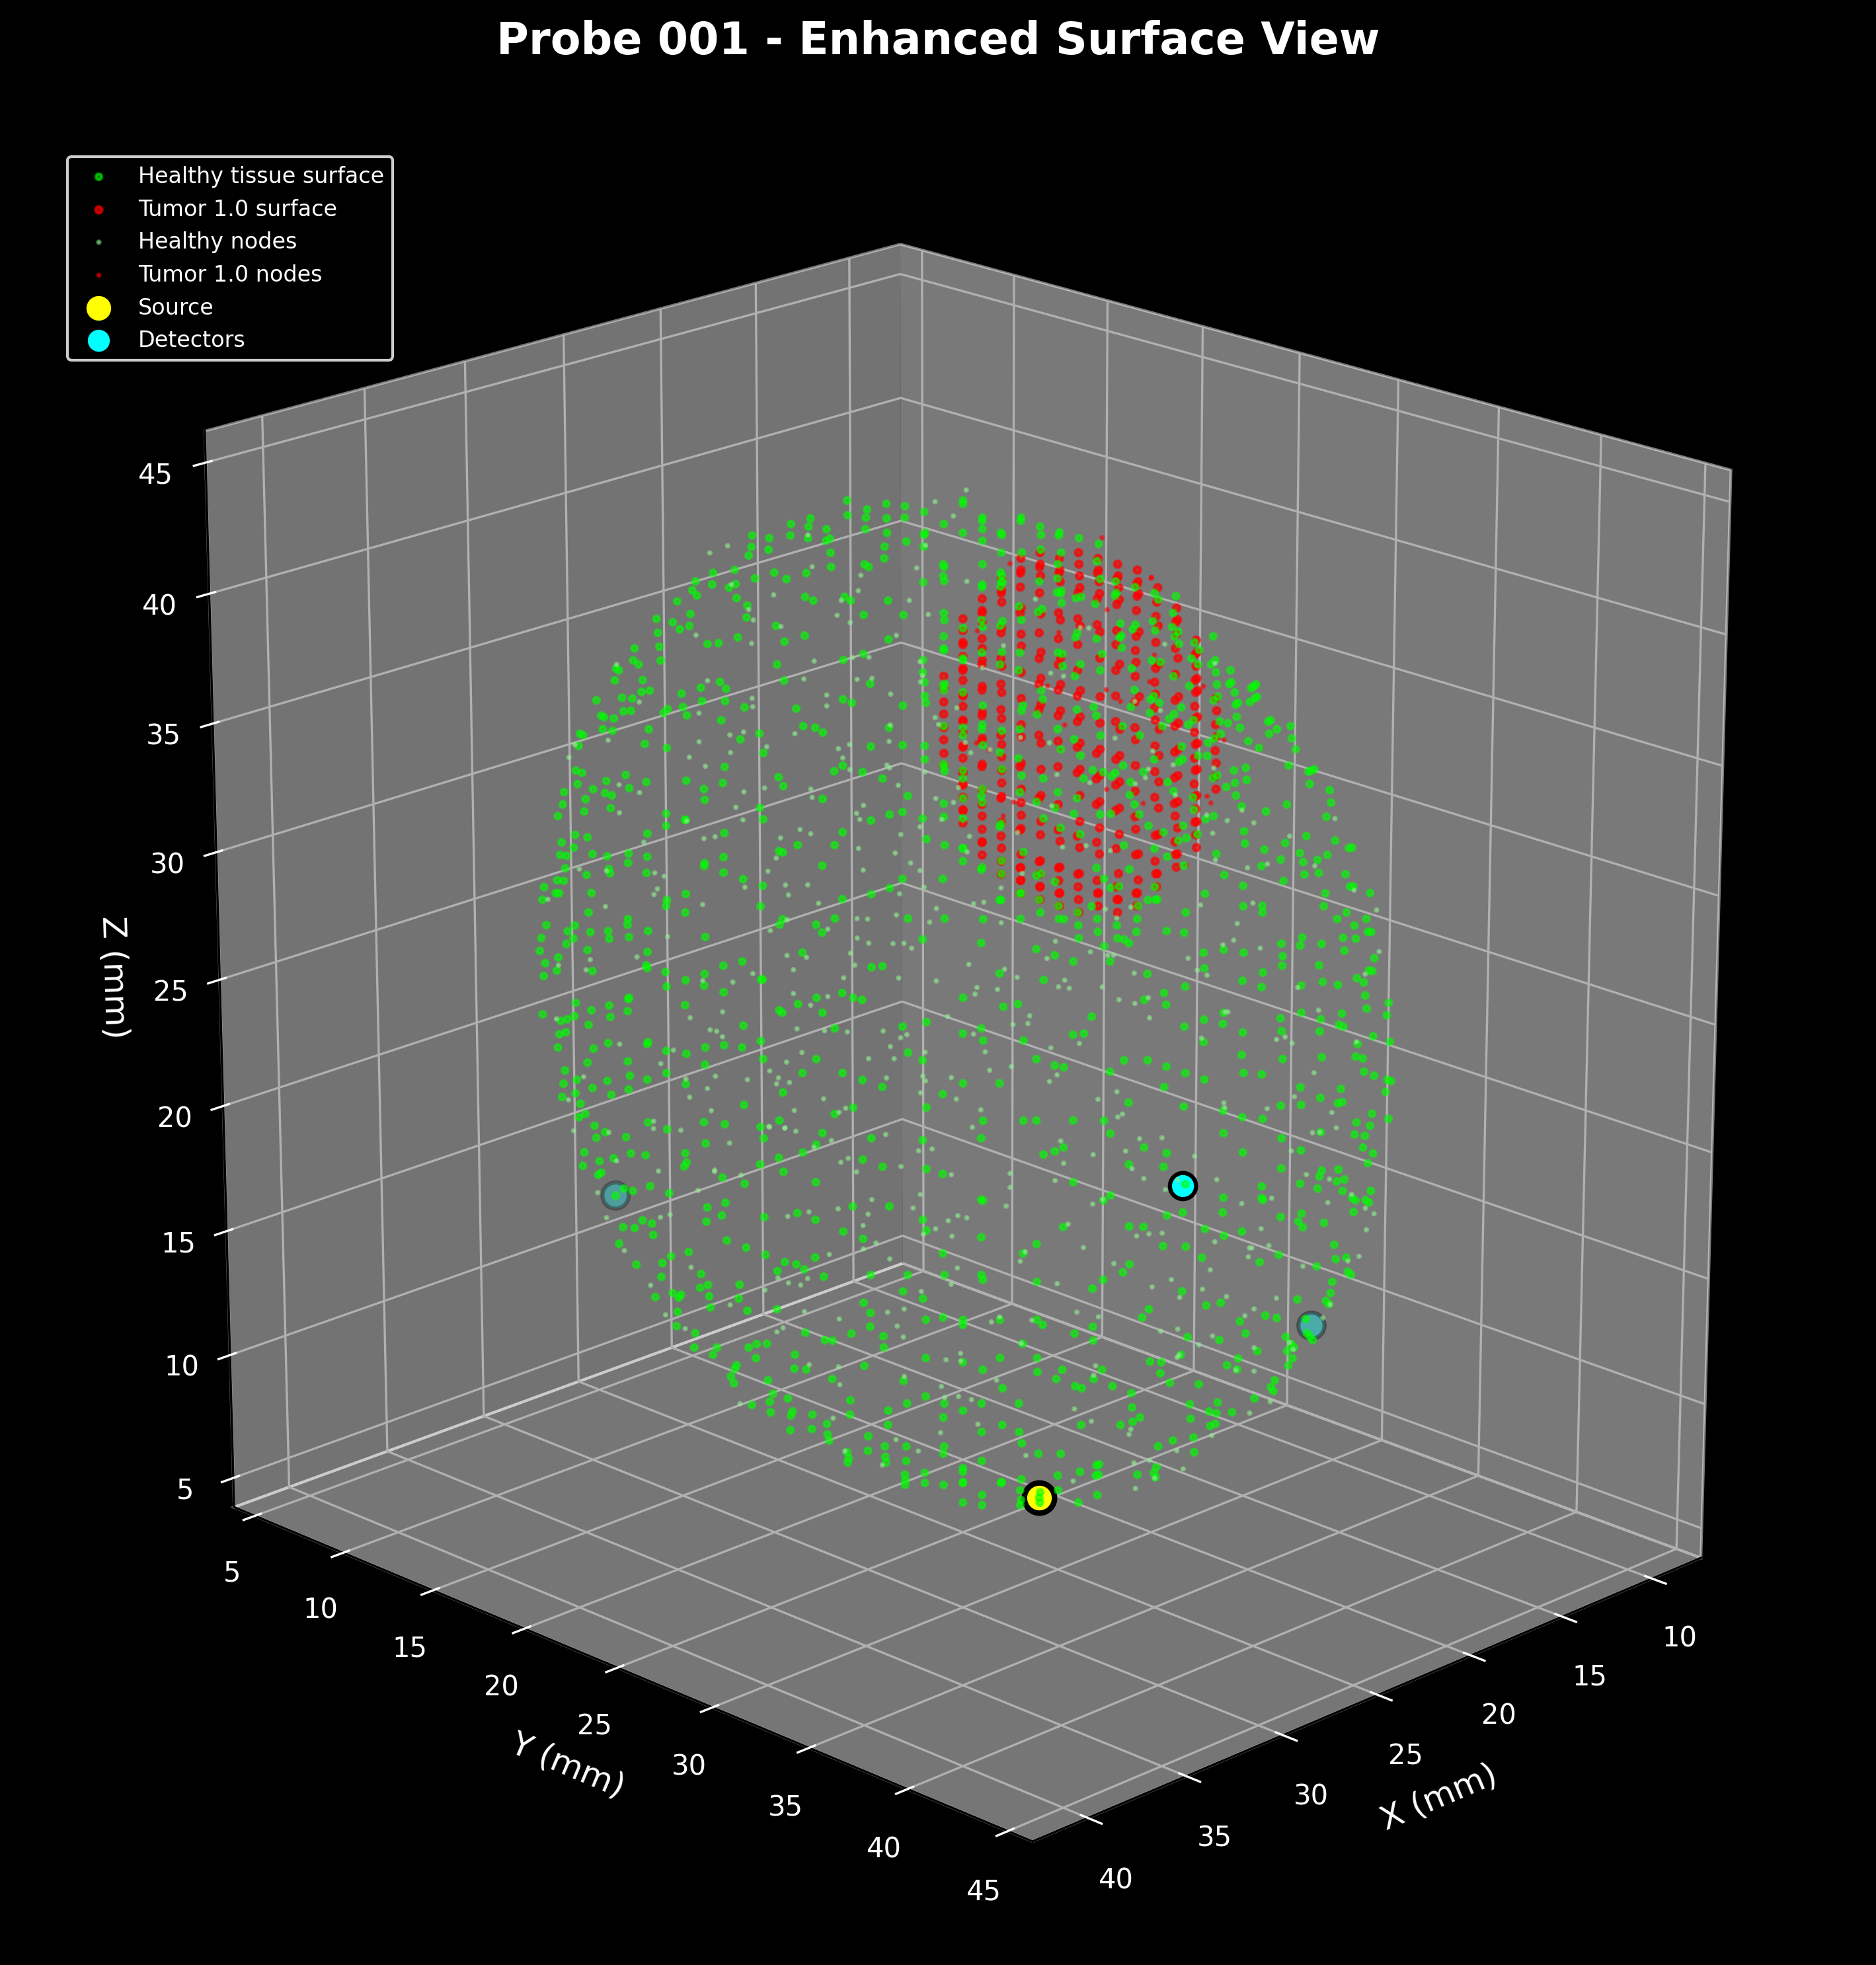 Probe 001 - Enhanced Surface View
Healthy tissue surface
Tumor 1.0 surface
Healthy nodes
Tumor 1.0 nodes
Source
Detectors
45
40
35
30
25
20
15
10
5
Z (mm)
5
10
15
20
25
30
35
40
45
Y (mm)
10
15
20
25
30
35
40
X (mm)